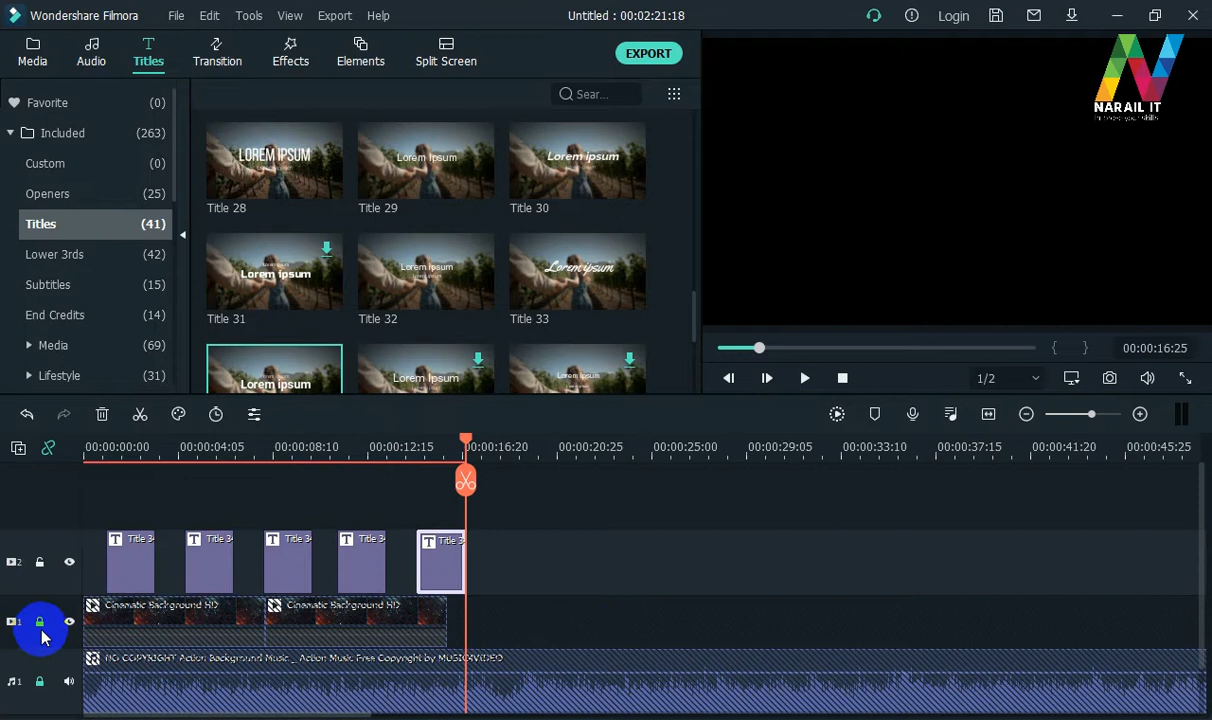 Wondershare Filmora
File Edit Tools View Export Help
Untitled : 00:02:21:18
Login
Media Audio Titles Transition Effects Elements Split Screen
EXPORT
Favorite (0)
Included (263)
Custom (0)
Openers (25)
Titles (41)
Lower 3rds (42)
Subtitles (15)
End Credits (14)
Media (69)
Lifestyle (31)
Sear...
LOREM IPSUM
Lorem Ipsum
Lorem Ipsum
Title 28 Title 29 Title 30
Lorem Ipsum
Lorem Ipsum
Lorem Ipsum
Title 31 Title 32 Title 33
Lorem Ipsum
Lorem Ipsum
NARAIL IT
1/2
00:00:16:25
00:00:00:00 00:00:04:05 00:00:08:10 00:00:12:15 00:00:16:20 00:00:20:25 00:00:25:00 00:00:29:05 00:00:33:10 00:00:37:15 00:00:41:20 00:00:45:25
2
T Title 3 T Title 3 T Title 3 T Title 3 T Title 3
1
Cinematic Background HD Cinematic Background HD
1
NO COPYRIGHT Action Background Music _ Action Music Free Copyright by MUSIC4VIDEO